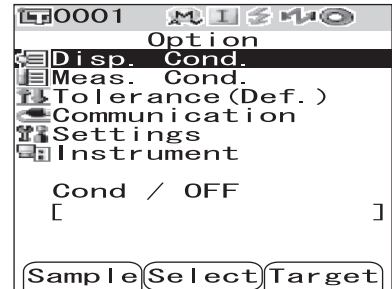 0001 M I
Option
Disp. Cond.
Meas. Cond.
Tolerance(Def.)
Communication
Settings
Instrument
Cond / OFF
[ ]
Sample Select Target